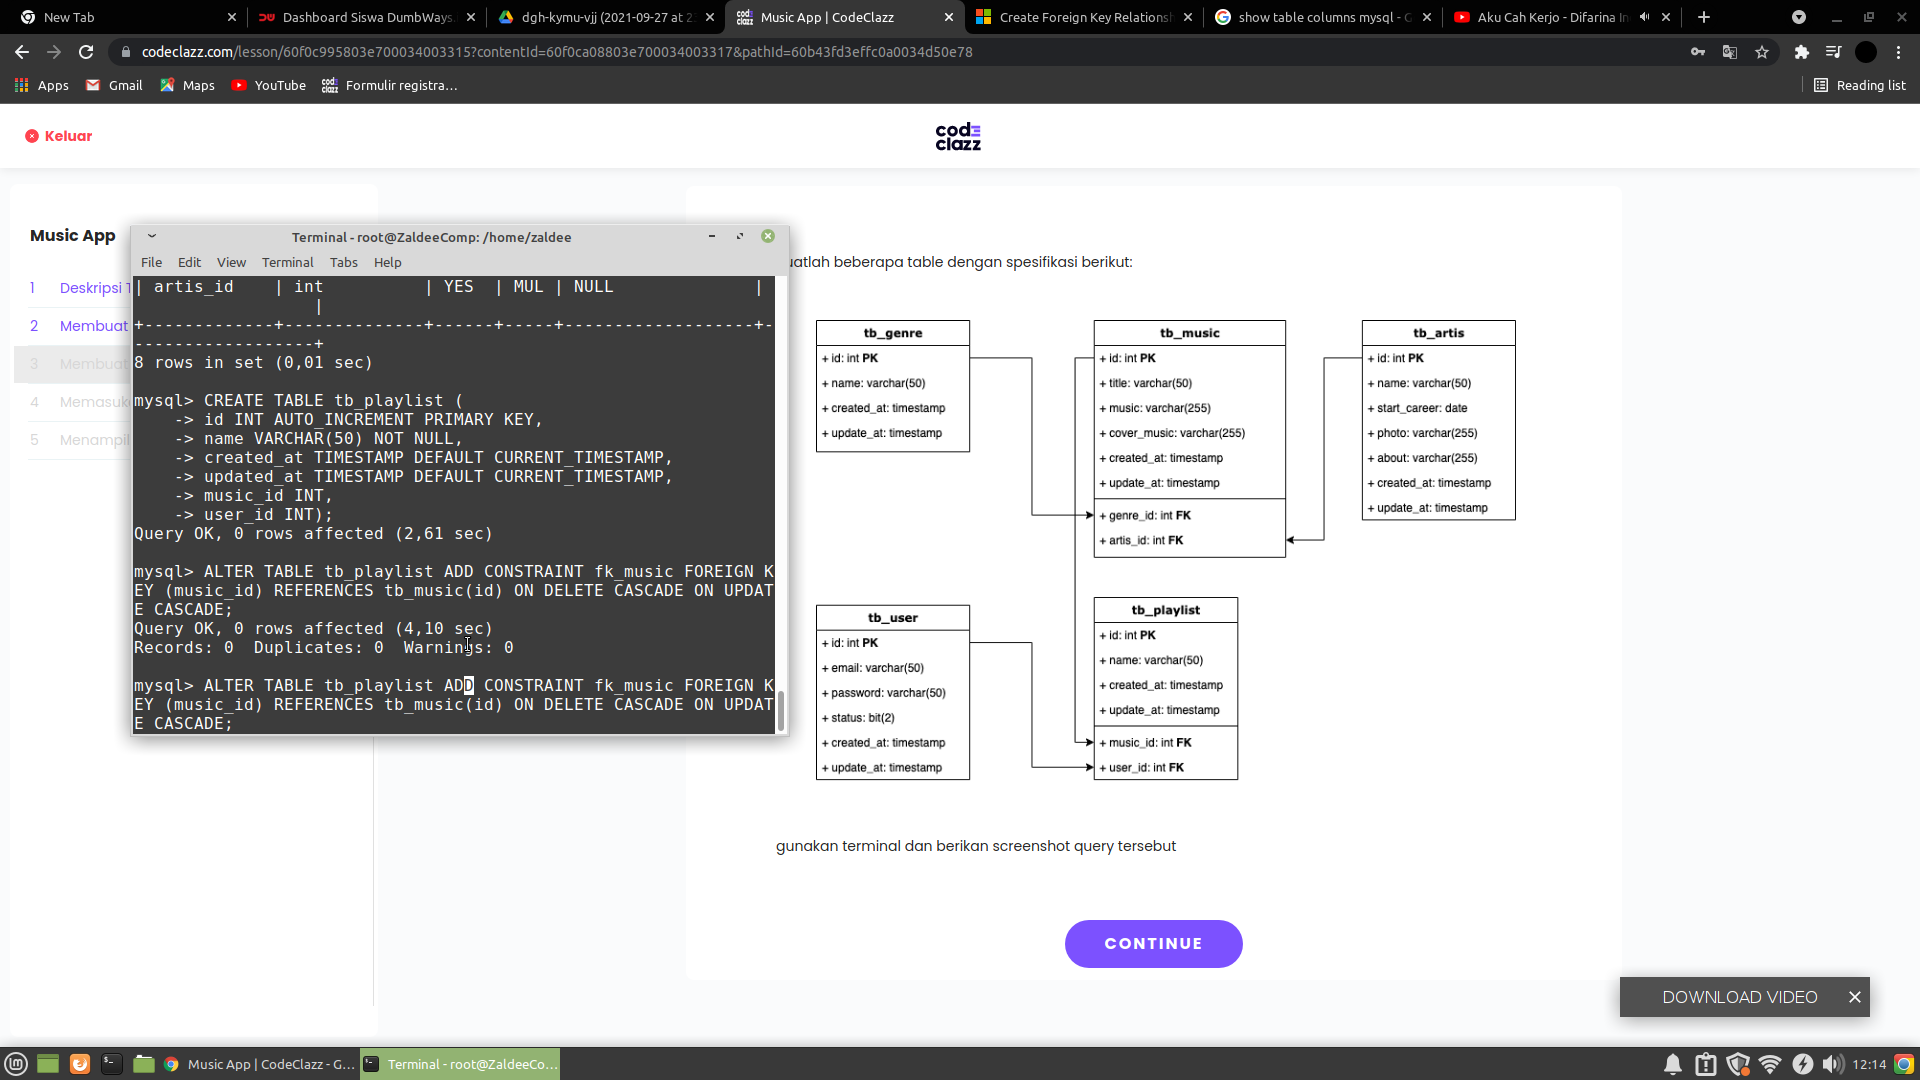 New Tab
Dashboard Siswa DumbWays.
dgh-kymu-vjj (2021-09-27 at 2
Music App | CodeClazz
Create Foreign Key Relations
show table columns mysql - G
Aku Cah Kerjo - Difarina In
codeclazz.com/lesson/60f0c995803e700034003315?contentId=60f0ca08803e700034003317&pathId=60b43fd3effc0a0034d50e78
Apps
Gmail
Maps
YouTube
Formulir registra...
Reading list
Keluar
code
clazz
Music App
1 Deskripsi T
2 Membuat
3 Membuat
4 Memasuk
5 Menampil
Terminal - root@ZaldeeComp: /home/zaldee
File Edit View Terminal Tabs Help
| artis_id    | int          | YES  | MUL | NULL              |
                  |
+-------------+--------------+------+-----+-------------------+-
------------------+
8 rows in set (0,01 sec)
mysql> CREATE TABLE tb_playlist (
    -> id INT AUTO_INCREMENT PRIMARY KEY,
    -> name VARCHAR(50) NOT NULL,
    -> created_at TIMESTAMP DEFAULT CURRENT_TIMESTAMP,
    -> updated_at TIMESTAMP DEFAULT CURRENT_TIMESTAMP,
    -> music_id INT,
    -> user_id INT);
Query OK, 0 rows affected (2,61 sec)
mysql> ALTER TABLE tb_playlist ADD CONSTRAINT fk_music FOREIGN K
EY (music_id) REFERENCES tb_music(id) ON DELETE CASCADE ON UPDAT
E CASCADE;
Query OK, 0 rows affected (4,10 sec)
Records: 0  Duplicates: 0  Warnings: 0
mysql> ALTER TABLE tb_playlist ADD CONSTRAINT fk_music FOREIGN K
EY (music_id) REFERENCES tb_music(id) ON DELETE CASCADE ON UPDAT
E CASCADE;
uatlah beberapa table dengan spesifikasi berikut:
tb_genre
+ id: int PK
+ name: varchar(50)
+ created_at: timestamp
+ update_at: timestamp
tb_music
+ id: int PK
+ title: varchar(50)
+ music: varchar(255)
+ cover_music: varchar(255)
+ created_at: timestamp
+ update_at: timestamp
+ genre_id: int FK
+ artis_id: int FK
tb_artis
+ id: int PK
+ name: varchar(50)
+ start_career: date
+ photo: varchar(255)
+ about: varchar(255)
+ created_at: timestamp
+ update_at: timestamp
tb_user
+ id: int PK
+ email: varchar(50)
+ password: varchar(50)
+ status: bit(2)
+ created_at: timestamp
+ update_at: timestamp
tb_playlist
+ id: int PK
+ name: varchar(50)
+ created_at: timestamp
+ update_at: timestamp
+ music_id: int FK
+ user_id: int FK
gunakan terminal dan berikan screenshot query tersebut
CONTINUE
DOWNLOAD VIDEO
Music App | CodeClazz - G...
Terminal - root@ZaldeeCo...
12:14